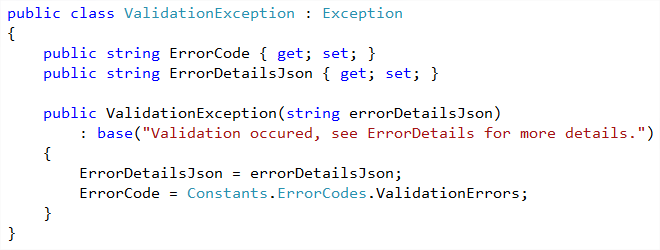 public class ValidationException : Exception
{
    public string ErrorCode { get; set; }
    public string ErrorDetailsJson { get; set; }

    public ValidationException(string errorDetailsJson)
        : base("Validation occured, see ErrorDetails for more details.")
    {
        ErrorDetailsJson = errorDetailsJson;
        ErrorCode = Constants.ErrorCodes.ValidationErrors;
    }
}